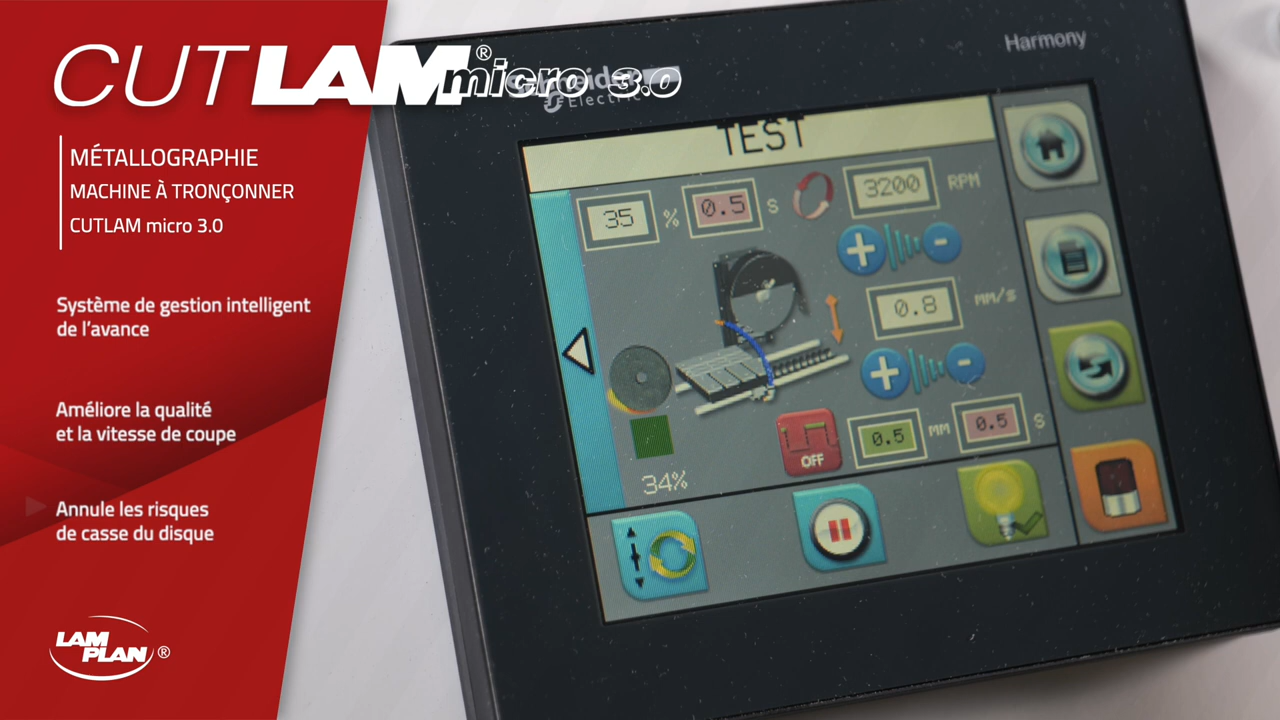 CUTLAM® micro 3.0
MÉTALLOGRAPHIE
MACHINE À TRONÇONNER
CUTLAM micro 3.0
Système de gestion intelligent
de l'avance
Améliore la qualité
et la vitesse de coupe
Annule les risques
de casse du disque
LAM
PLAN ®
Harmony
Schneider
Electric
TEST
35 % 0.5 S 3200 RPM
0.8 MM/S
OFF 0.5 MM 0.5 S
34%